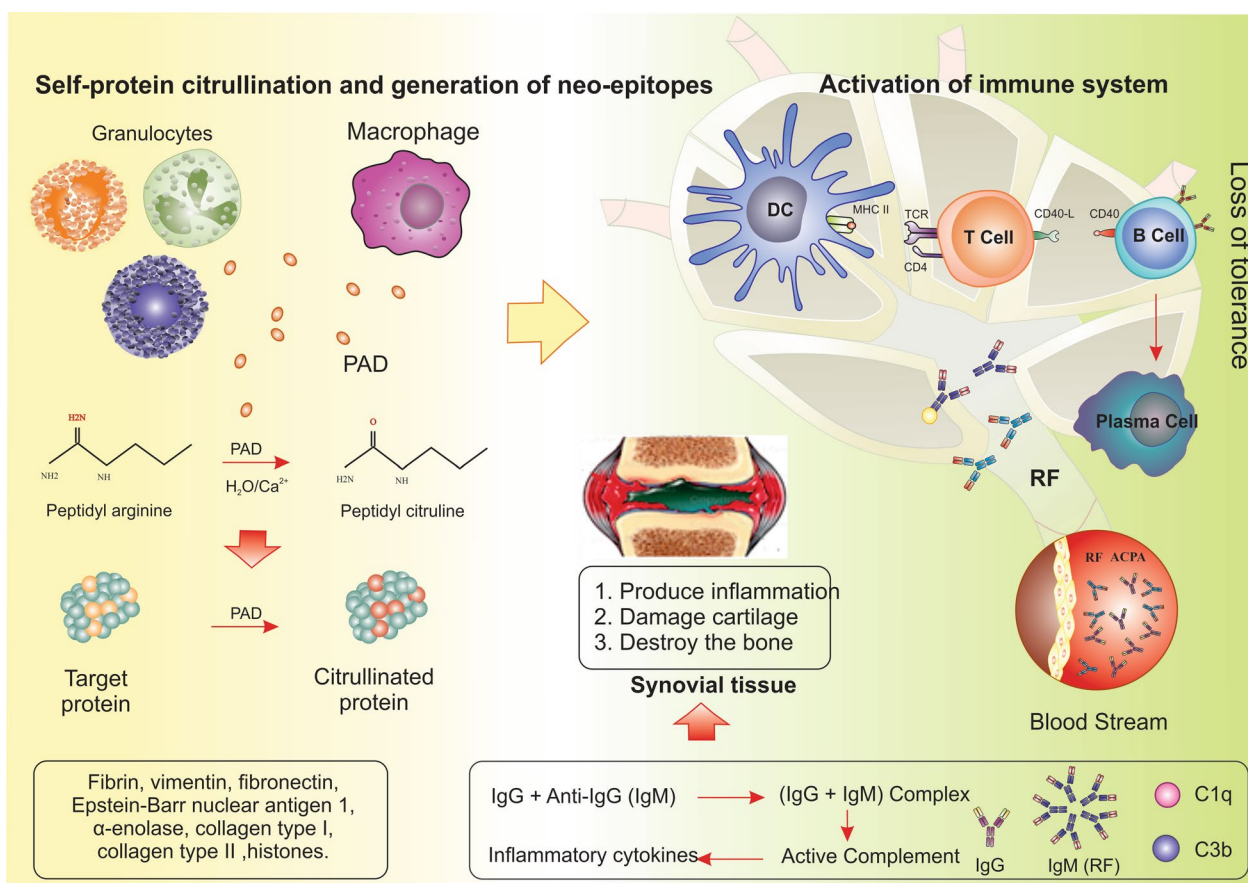 Self-protein citrullination and generation of neo-epitopes
Granulocytes
Macrophage
PAD
H2N
NH2
NH
Peptidyl arginine
PAD
H₂O/Ca²⁺
O
H2N
NH
Peptidyl citruline
PAD
Target
protein
Citrullinated
protein
Fibrin, vimentin, fibronectin,
Epstein-Barr nuclear antigen 1,
α-enolase, collagen type I,
collagen type II ,histones.
Activation of immune system
Loss of tolerance
DC
MHC II
TCR
CD4
T Cell
CD40-L
CD40
B Cell
Plasma Cell
RF
RF ACPA
Blood Stream
1. Produce inflammation
2. Damage cartilage
3. Destroy the bone
Synovial tissue
IgG + Anti-IgG (IgM)
(IgG + IgM) Complex
Inflammatory cytokines
Active Complement
IgG
IgM (RF)
C1q
C3b